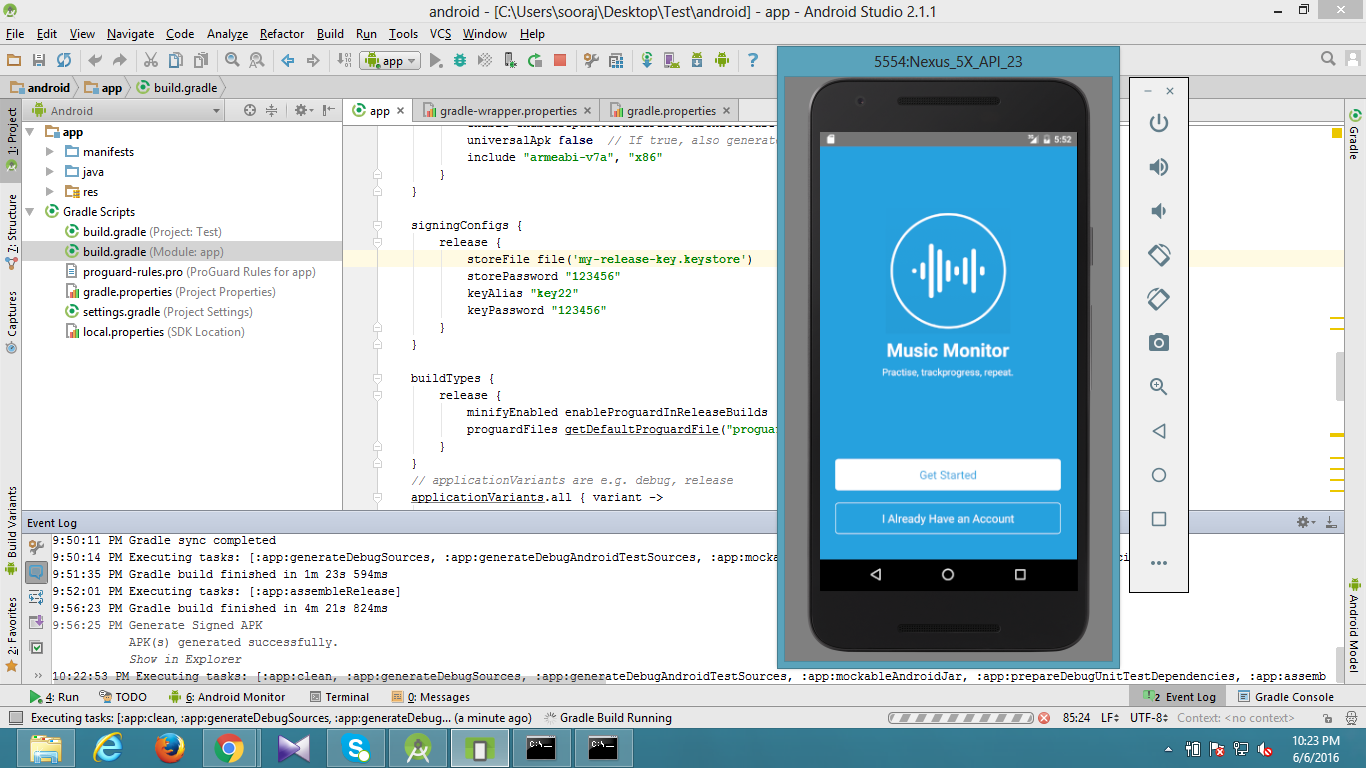 android - [C:\Users\sooraj\Desktop\Test\android] - app - Android Studio 2.1.1
File Edit View Navigate Code Analyze Refactor Build Run Tools VCS Window Help
app
android app build.gradle
Android
app gradle-wrapper.properties gradle.properties
1: Project
7: Structure
Captures
Build Variants
2: Favorites
app
manifests
java
res
Gradle Scripts
build.gradle (Project: Test)
build.gradle (Module: app)
proguard-rules.pro (ProGuard Rules for app)
gradle.properties (Project Properties)
settings.gradle (Project Settings)
local.properties (SDK Location)
universalApk false // If true, also generate
include "armeabi-v7a", "x86"
}
}
signingConfigs {
release {
storeFile file('my-release-key.keystore')
storePassword "123456"
keyAlias "key22"
keyPassword "123456"
}
}
buildTypes {
release {
minifyEnabled enableProguardInReleaseBuilds
proguardFiles getDefaultProguardFile("progua
}
}
// applicationVariants are e.g. debug, release
applicationVariants.all { variant ->
5554:Nexus_5X_API_23
5:52
Music Monitor
Practise, trackprogress, repeat.
Get Started
I Already Have an Account
Gradle
Android Model
Event Log
9:50:11 PM Gradle sync completed
9:50:14 PM Executing tasks: [:app:generateDebugSources, :app:generateDebugAndroidTestSources, :app:mocka
9:51:35 PM Gradle build finished in 1m 23s 594ms
9:52:01 PM Executing tasks: [:app:assembleRelease]
9:56:23 PM Gradle build finished in 4m 21s 824ms
9:56:25 PM Generate Signed APK
APK(s) generated successfully.
Show in Explorer
10:22:53 PM Executing tasks: [:app:clean, :app:generateDebugSources, :app:generateDebugAndroidTestSources, :app:mockableAndroidJar, :app:prepareDebugUnitTestDependencies, :app:assemb
4: Run TODO 6: Android Monitor Terminal 0: Messages 2 Event Log Gradle Console
Executing tasks: [:app:clean, :app:generateDebugSources, :app:generateDebug... (a minute ago) Gradle Build Running 85:24 LF UTF-8 Context: <no context>
10:23 PM
6/6/2016